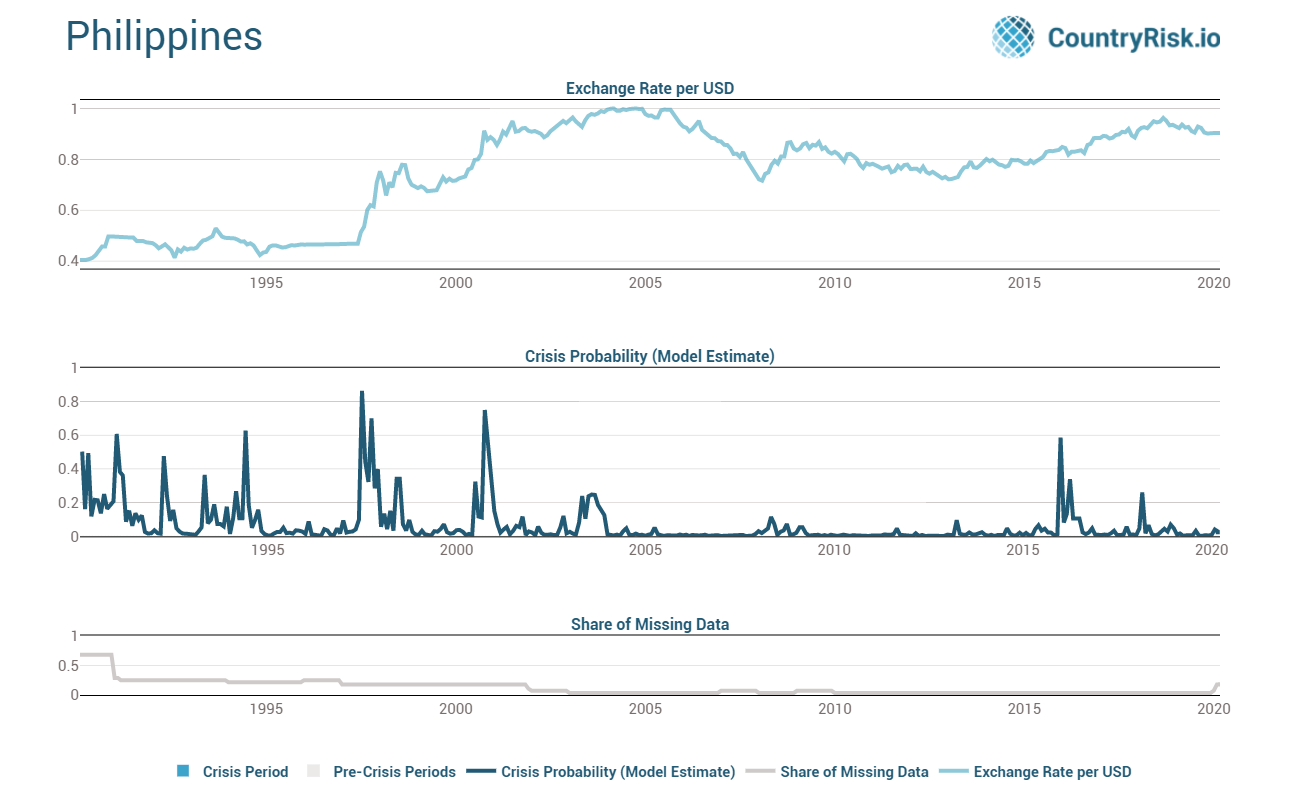 Philippines
CountryRisk.io
Exchange Rate per USD
1
0.8
0.6
0.4
1995 2000 2005 2010 2015 2020
Crisis Probability (Model Estimate)
1
0.8
0.6
0.4
0.2
0
1995 2000 2005 2010 2015 2020
Share of Missing Data
1
0.5
0
1995 2000 2005 2010 2015 2020
Crisis Period Pre-Crisis Periods Crisis Probability (Model Estimate) Share of Missing Data Exchange Rate per USD